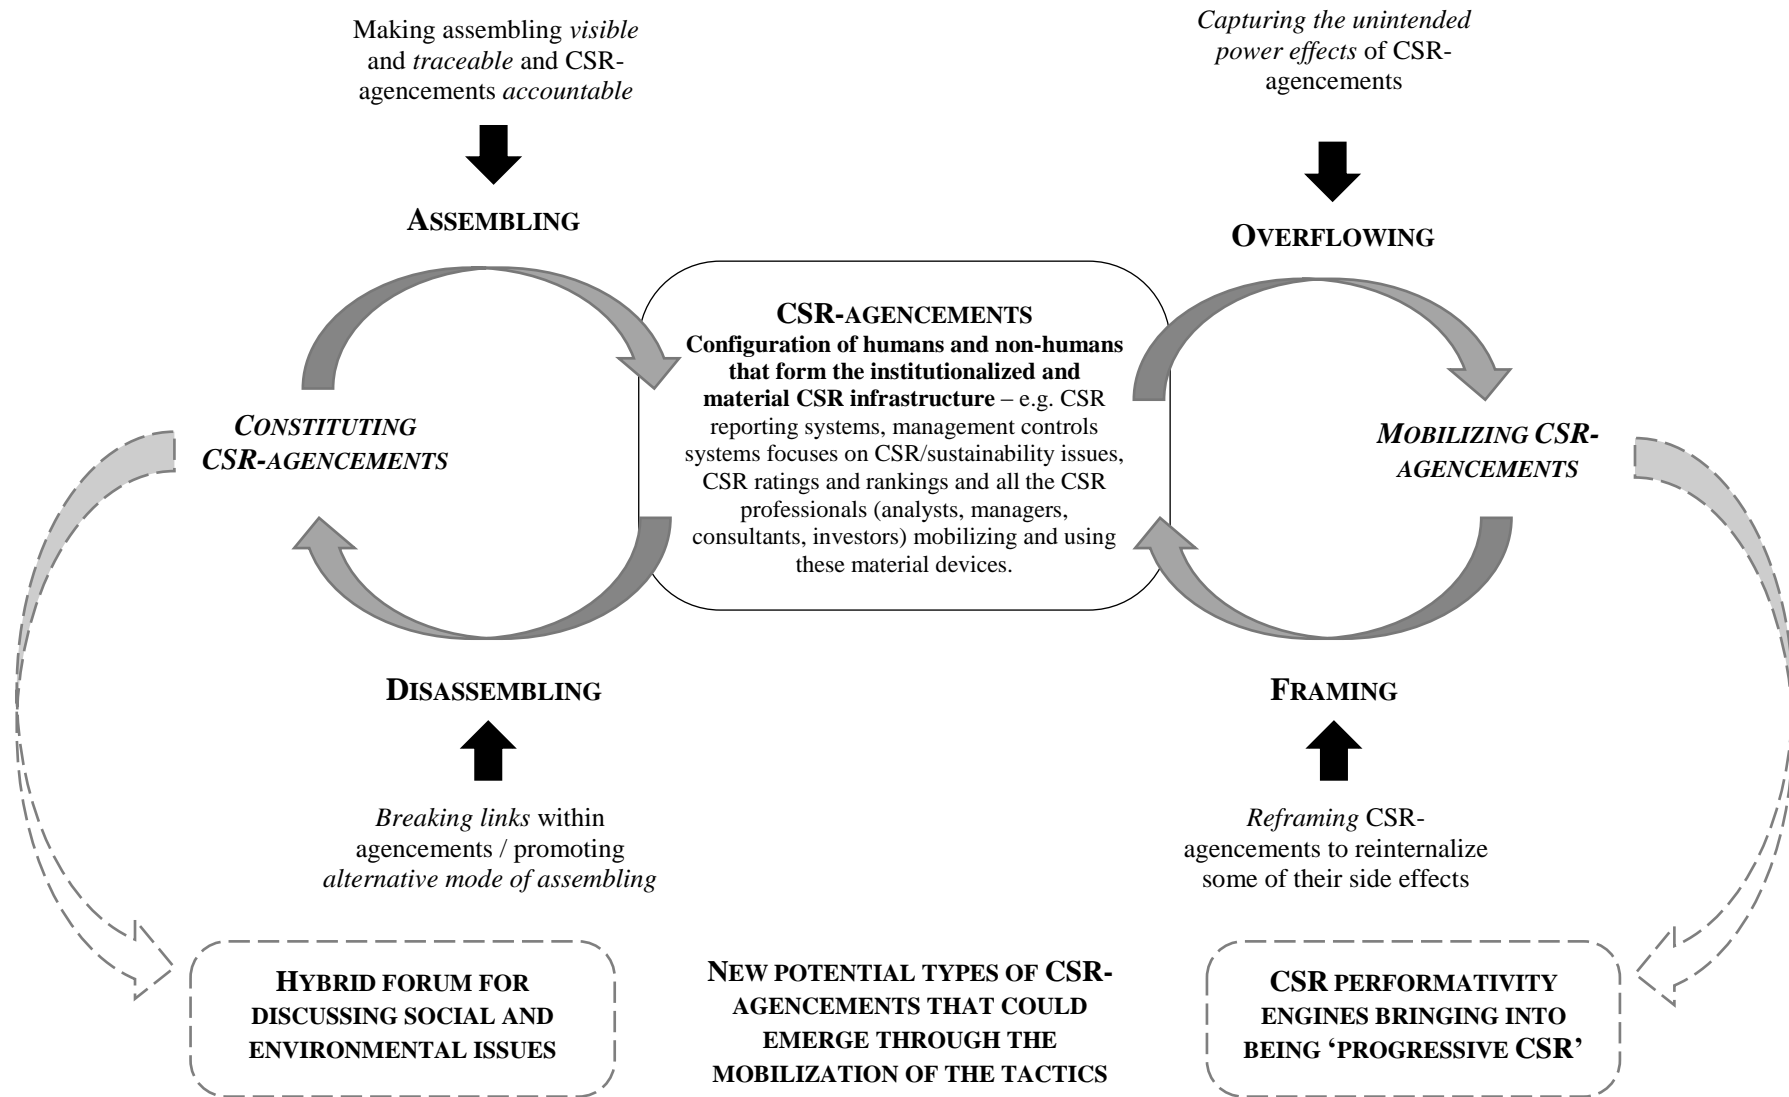 Making assembling visible
and traceable and CSR-
agencements accountable
Capturing the unintended
power effects of CSR-
agencements
ASSEMBLING
OVERFLOWING
CSR-AGENCEMENTS
Configuration of humans and non-humans
that form the institutionalized and
material CSR infrastructure – e.g. CSR
reporting systems, management controls
systems focuses on CSR/sustainability issues,
CSR ratings and rankings and all the CSR
professionals (analysts, managers,
consultants, investors) mobilizing and using
these material devices.
CONSTITUTING
CSR-AGENCEMENTS
MOBILIZING CSR-
AGENCEMENTS
DISASSEMBLING
FRAMING
Breaking links within
agencements / promoting
alternative mode of assembling
Reframing CSR-
agencements to reinternalize
some of their side effects
HYBRID FORUM FOR
DISCUSSING SOCIAL AND
ENVIRONMENTAL ISSUES
NEW POTENTIAL TYPES OF CSR-
AGENCEMENTS THAT COULD
EMERGE THROUGH THE
MOBILIZATION OF THE TACTICS
CSR PERFORMATIVITY
ENGINES BRINGING INTO
BEING ‘PROGRESSIVE CSR’